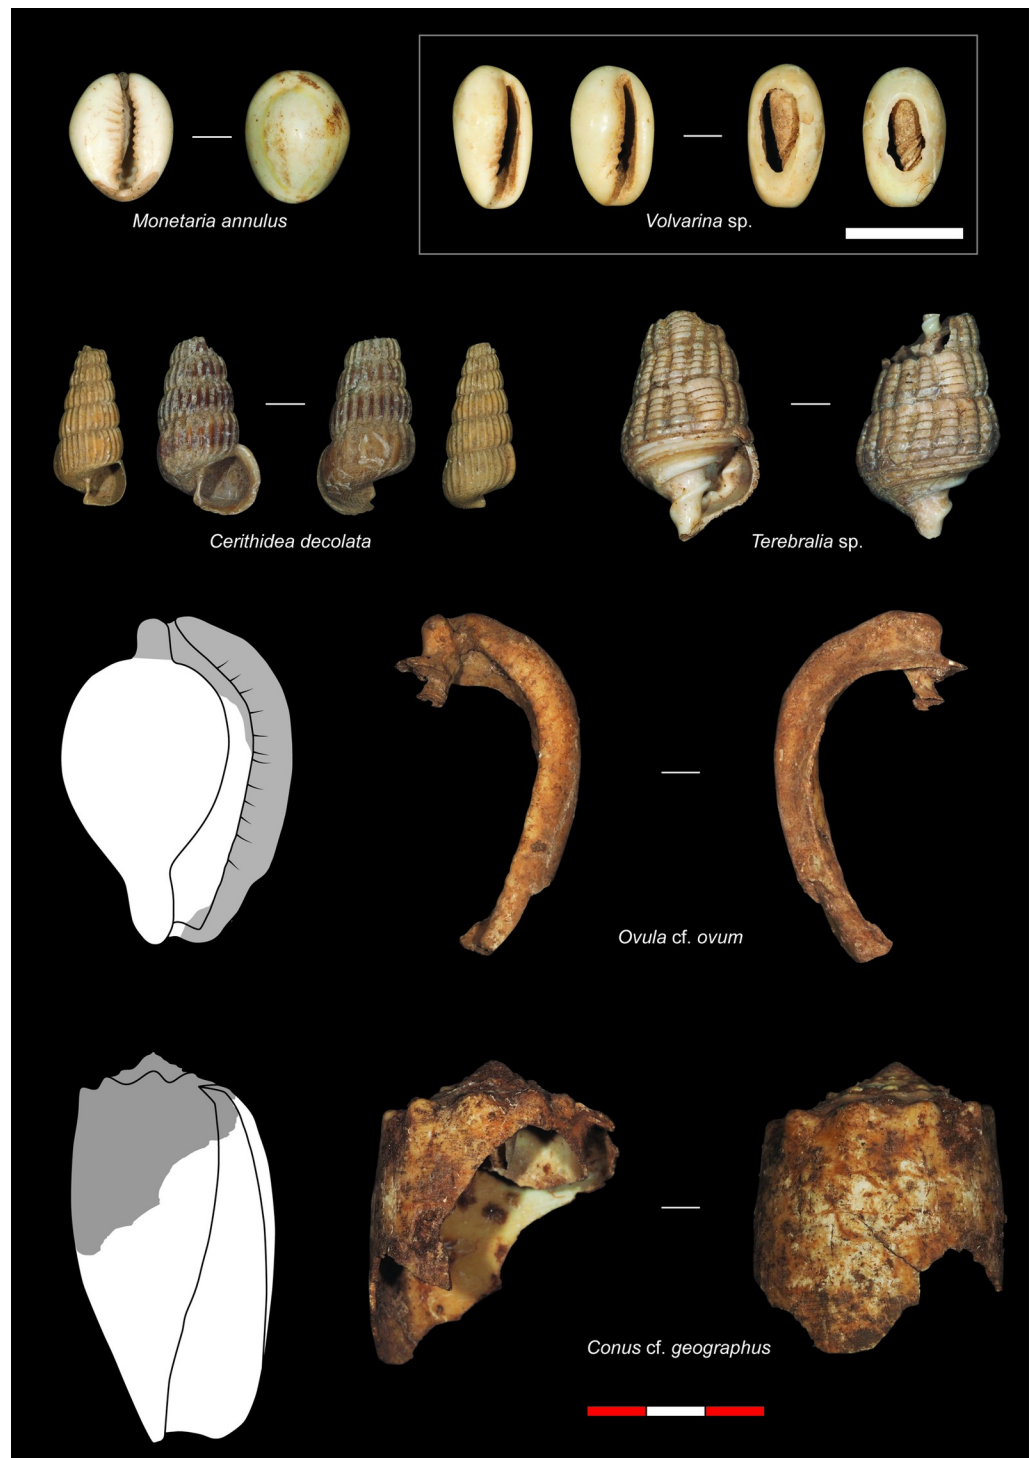 Monetaria annulus
Volvarina sp.
Cerithidea decolata
Terebralia sp.
Ovula cf. ovum
Conus cf. geographus